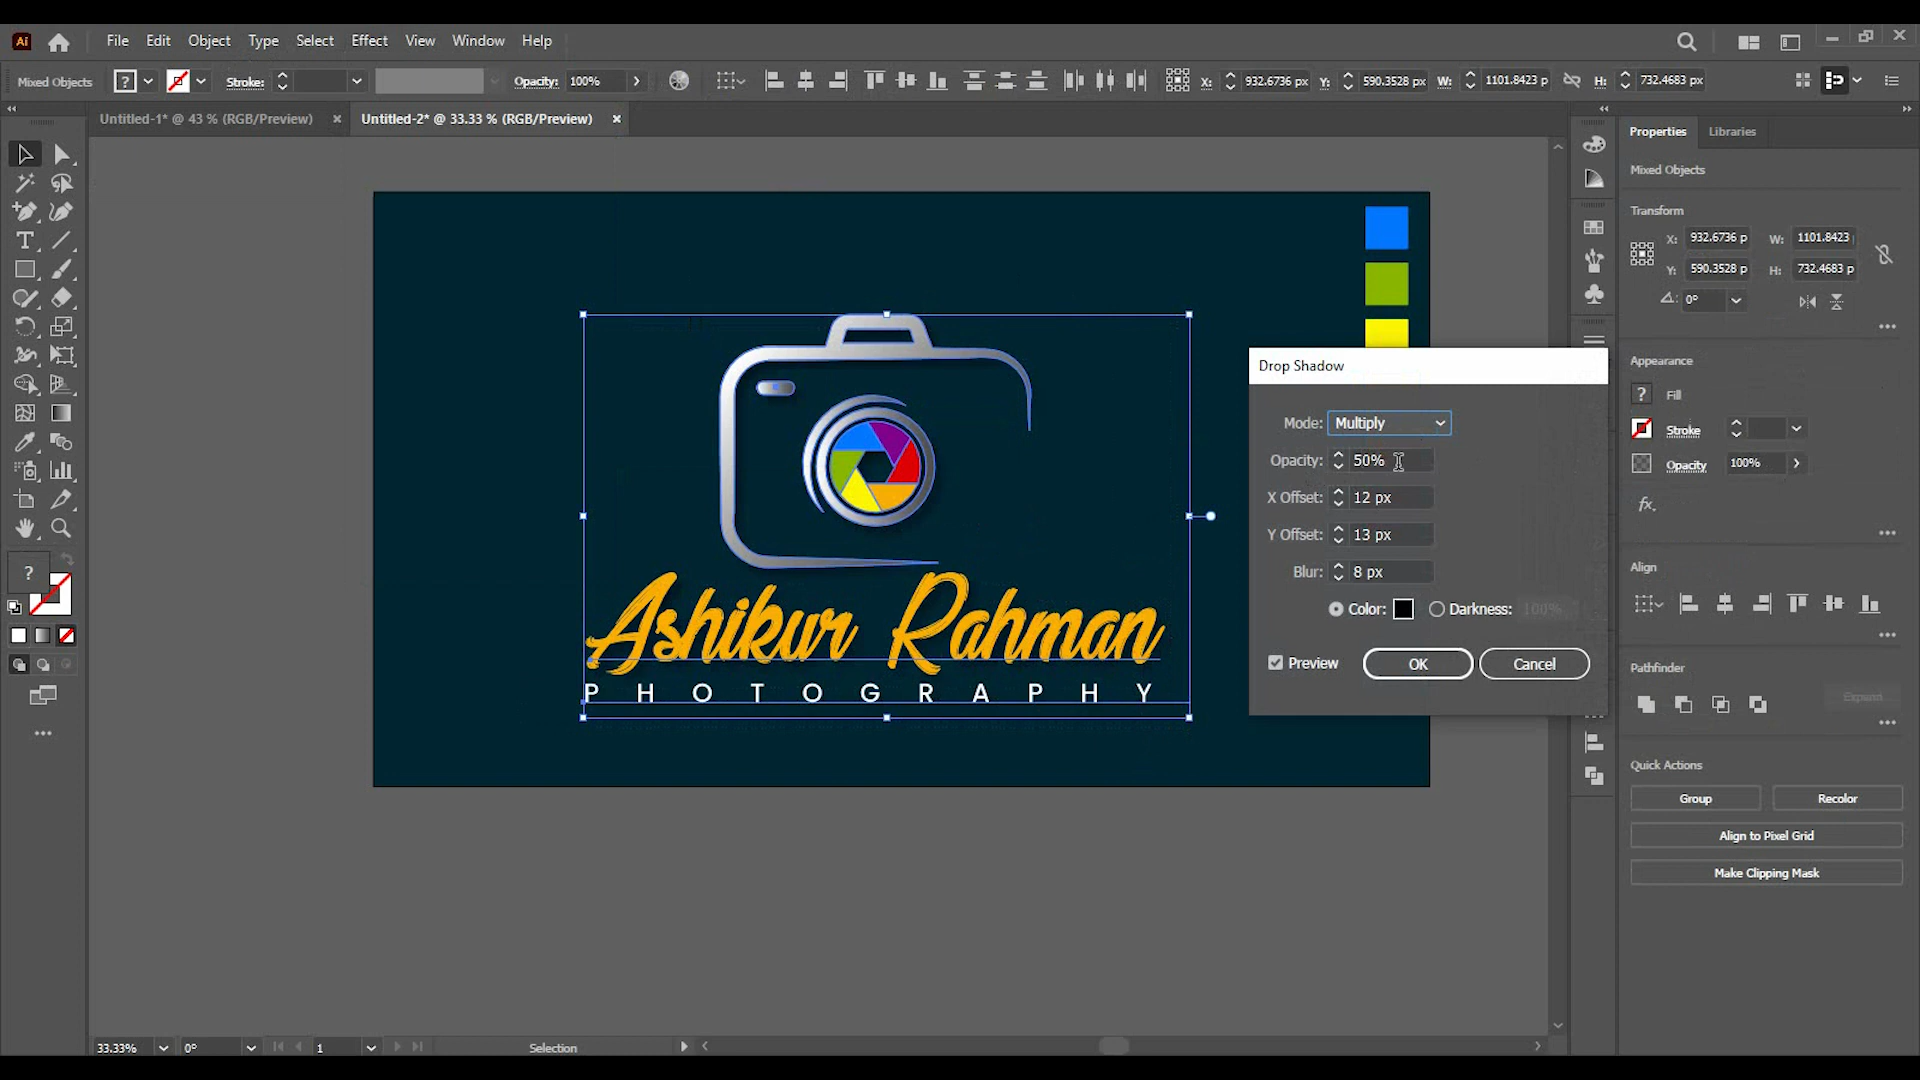 Ai File Edit Object Type Select Effect View Window Help
Mixed Objects ? Stroke: Opacity: 100% X: 932.6736 px Y: 590.3528 px W: 1101.8423 p H: 732.4683 px
Untitled-1* @ 43 % (RGB/Preview) × Untitled-2* @ 33.33 % (RGB/Preview) ×
Properties Libraries
Mixed Objects
Transform
X: 932.6736 p W: 1101.8423
Y: 590.3528 p H: 732.4683 p
0°
Appearance
? Fill
Stroke
Opacity 100%
fx.
Align
Pathfinder
Expand
Quick Actions
Group Recolor
Align to Pixel Grid
Make Clipping Mask
Drop Shadow
Mode: Multiply
Opacity: 50%
X Offset: 12 px
Y Offset: 13 px
Blur: 8 px
Color: Darkness: 100%
Preview OK Cancel
Ashikur Rahman
PHOTOGRAPHY
?
33.33% 0° 1 Selection